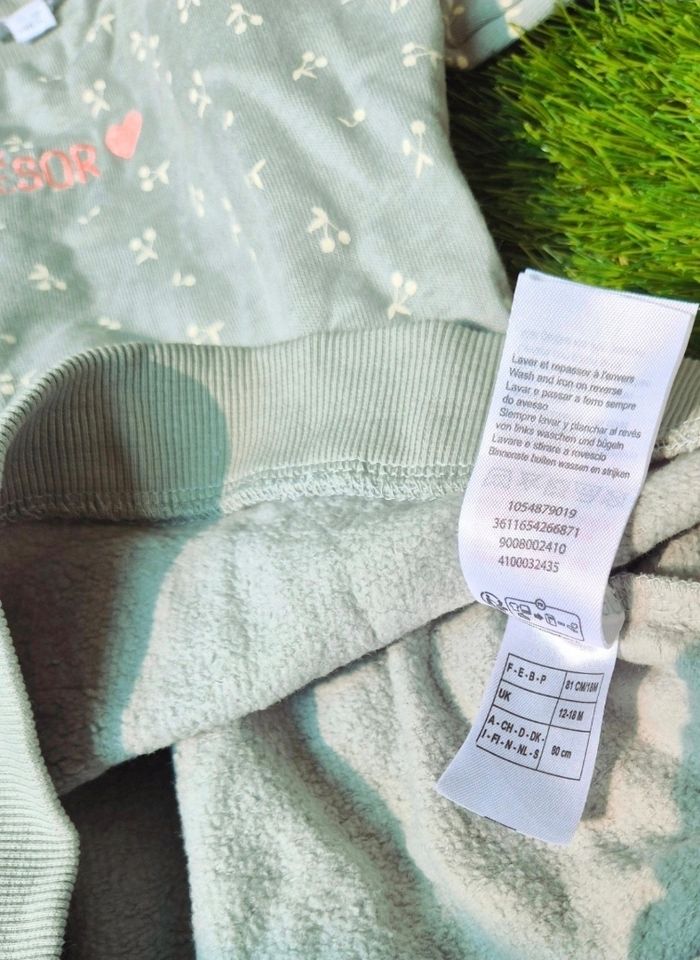 ÉSOR
Laver et repasser à l'envers
Wash and iron on reverse
Lavar e passar a ferro sempre
do avesso
Siempre lavar y planchar al revés
von links waschen und bügeln
Lavare e stirare a rovescio
Binnenste buiten wassen en strijken
1054879019
3611654266871
9008002410
4100032435
F-E-B-P 81 CM/18M
UK 12-18 M
A-CH-D-DK-
I-FI-N-NL-S 80 cm